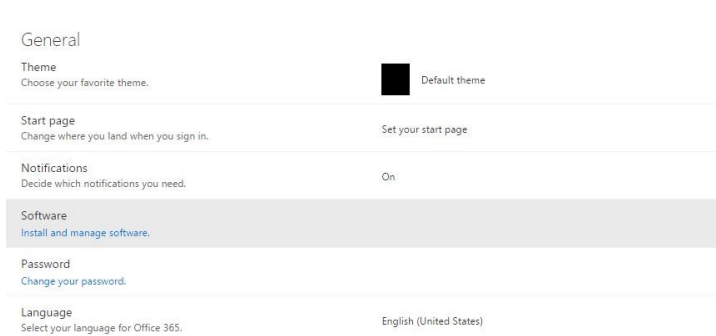 General
Theme
Choose your favorite theme.
Default theme
Start page
Change where you land when you sign in.
Set your start page
Notifications
Decide which notifications you need.
On
Software
Install and manage software.
Password
Change your password.
Language
Select your language for Office 365.
English (United States)